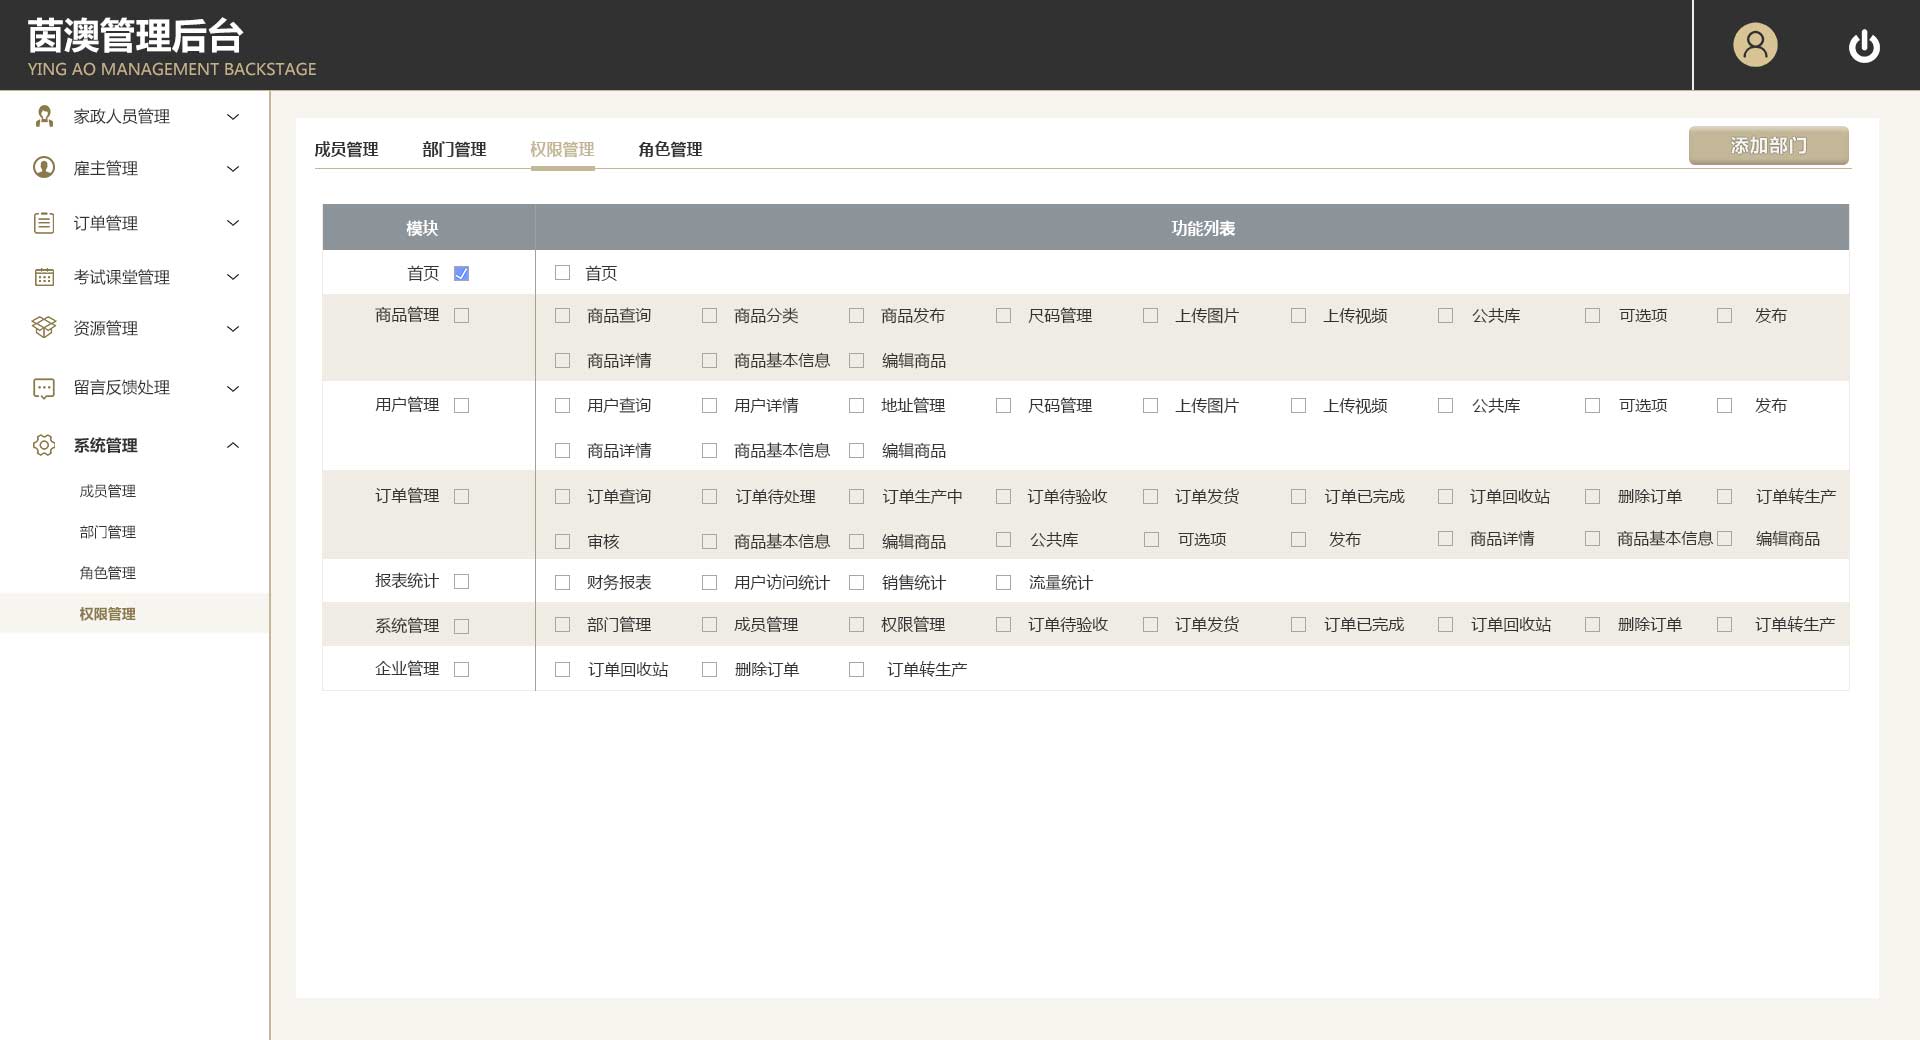 茵澳管理后台
YING AO MANAGEMENT BACKSTAGE
家政人员管理
雇主管理
订单管理
考试课堂管理
资源管理
留言反馈处理
系统管理
成员管理
部门管理
角色管理
权限管理
成员管理 部门管理 权限管理 角色管理 添加部门
模块 功能列表
首页 首页
商品管理 商品查询 商品分类 商品发布 尺码管理 上传图片 上传视频 公共库 可选项 发布
商品详情 商品基本信息 编辑商品
用户管理 用户查询 用户详情 地址管理 尺码管理 上传图片 上传视频 公共库 可选项 发布
商品详情 商品基本信息 编辑商品
订单管理 订单查询 订单待处理 订单生产中 订单待验收 订单发货 订单已完成 订单回收站 删除订单 订单转生产
审核 商品基本信息 编辑商品 公共库 可选项 发布 商品详情 商品基本信息 编辑商品
报表统计 财务报表 用户访问统计 销售统计 流量统计
系统管理 部门管理 成员管理 权限管理 订单待验收 订单发货 订单已完成 订单回收站 删除订单 订单转生产
企业管理 订单回收站 删除订单 订单转生产